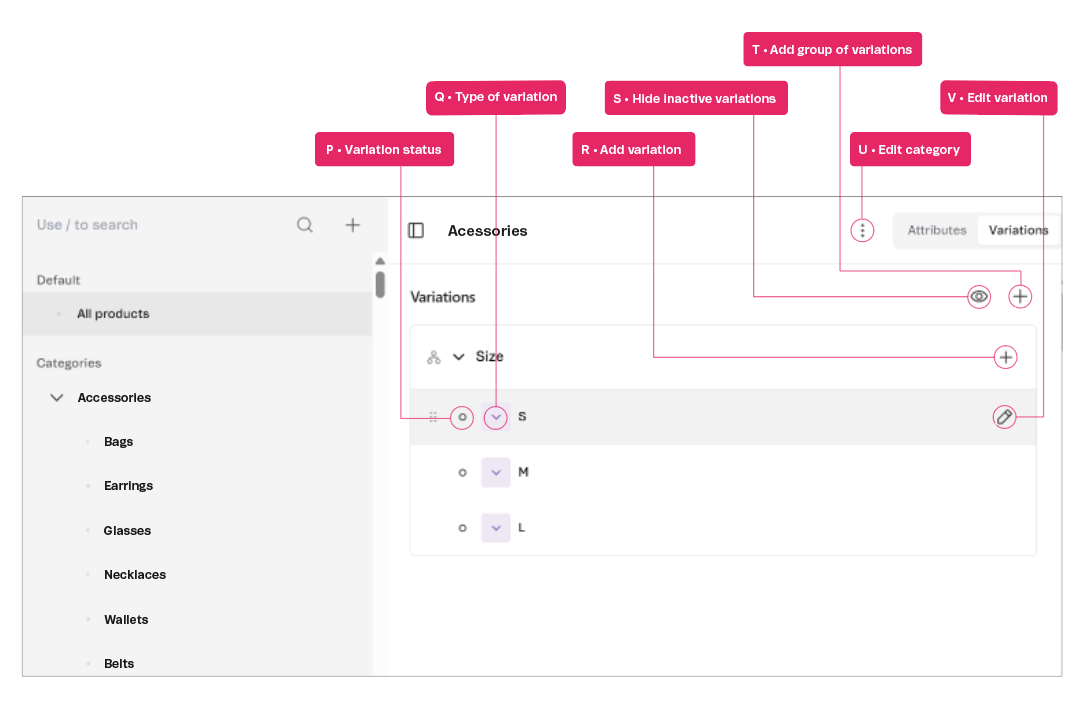 T • Add group of variations
Q • Type of variation
S • Hide inactive variations
V • Edit variation
P • Variation status
R • Add variation
U • Edit category
Use / to search
Acessories
Attributes
Variations
Default
All products
Variations
Categories
Size
Accessories
S
Bags
M
Earrings
L
Glasses
Necklaces
Wallets
Belts